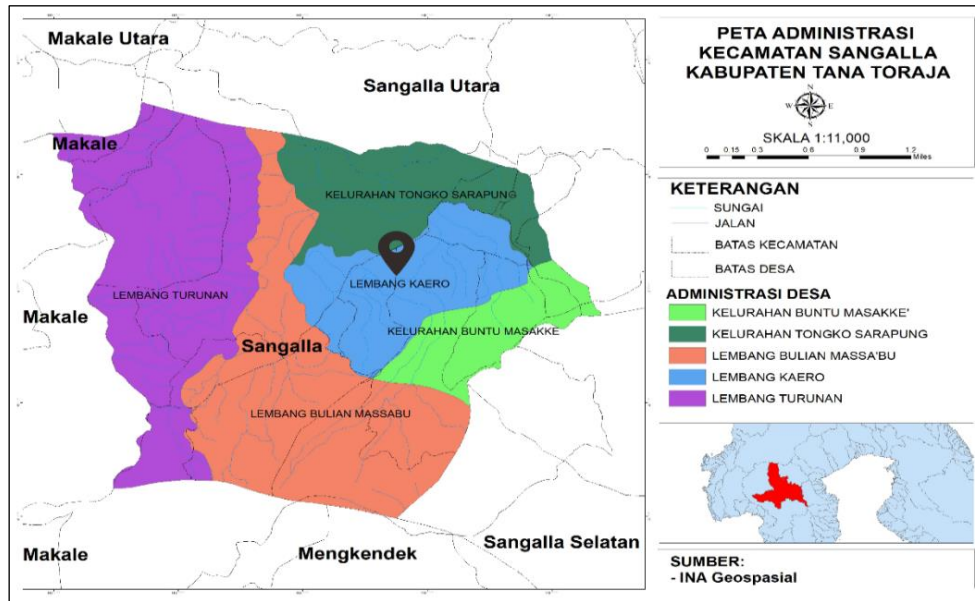 Makale Utara
Sangalla Utara
Makale
KELURAHAN TONGKO SARAPUNG
LEMBANG KAERO
LEMBANG TURUNAN
Makale
KELURAHAN BUNTU MASAKKE
Sangalla
LEMBANG BULIAN MASSABU
Makale
Mengkendek
Sangalla Selatan
PETA ADMINISTRASI
KECAMATAN SANGALLA
KABUPATEN TANA TORAJA
N
W E
S
SKALA 1:11,000
0 0.15 0.3 0.6 0.9 1.2
Miles
KETERANGAN
SUNGAI
JALAN
BATAS KECAMATAN
BATAS DESA
ADMINISTRASI DESA
KELURAHAN BUNTU MASAKKE'
KELURAHAN TONGKO SARAPUNG
LEMBANG BULIAN MASSA'BU
LEMBANG KAERO
LEMBANG TURUNAN
SUMBER:
- INA Geospasial